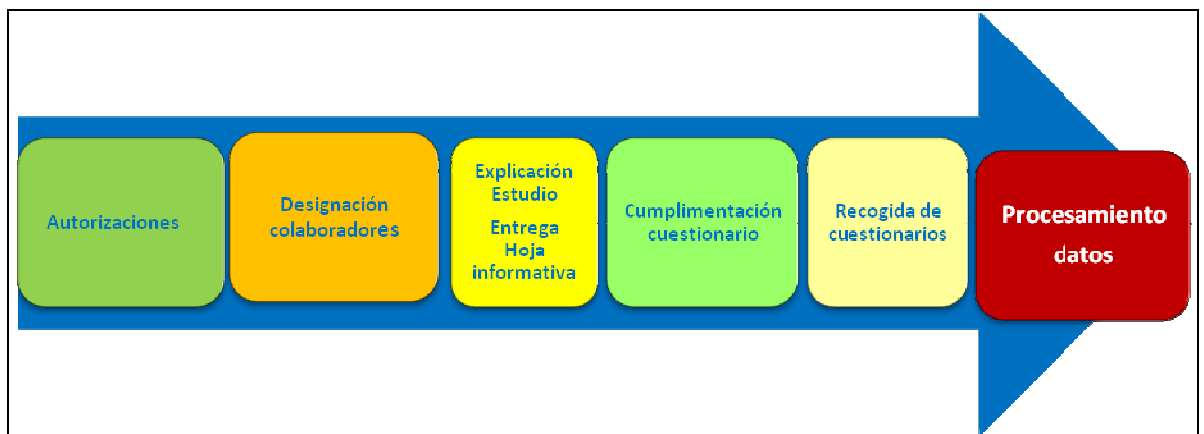 Autorizaciones
Designación
colaboradores
Explicación
Estudio
Entrega
Hoja
informativa
Cumplimentación
cuestionario
Recogida de
cuestionarios
Procesamiento
datos